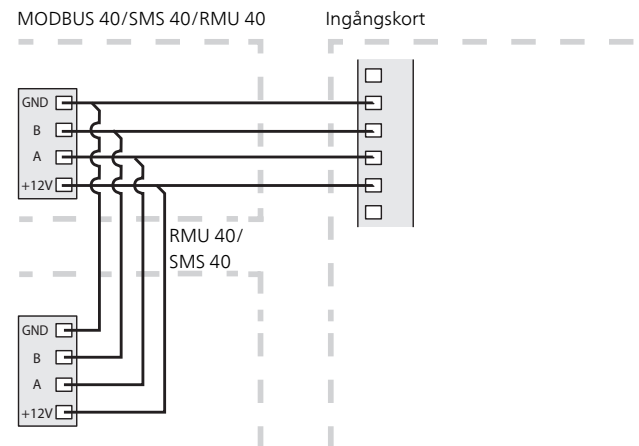 MODBUS 40/SMS 40/RMU 40
Ingångskort
GND
B
A
+12V
RMU 40/
SMS 40
GND
B
A
+12V